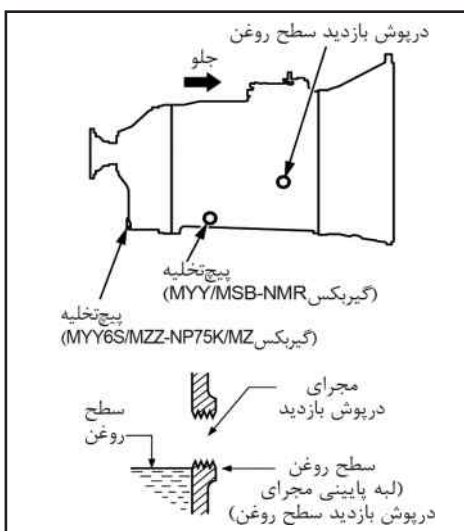 درپوش بازدید سطح روغن
جلو
پیچ‌تخلیه
(گیربکس MYY/MSB-NMR)
پیچ‌تخلیه
(گیربکس MYY6S/MZZ-NP75K/MZ)
مجرای
درپوش بازدید
سطح
روغن
سطح روغن
(لبه پایینی مجرای
درپوش بازدید سطح روغن)